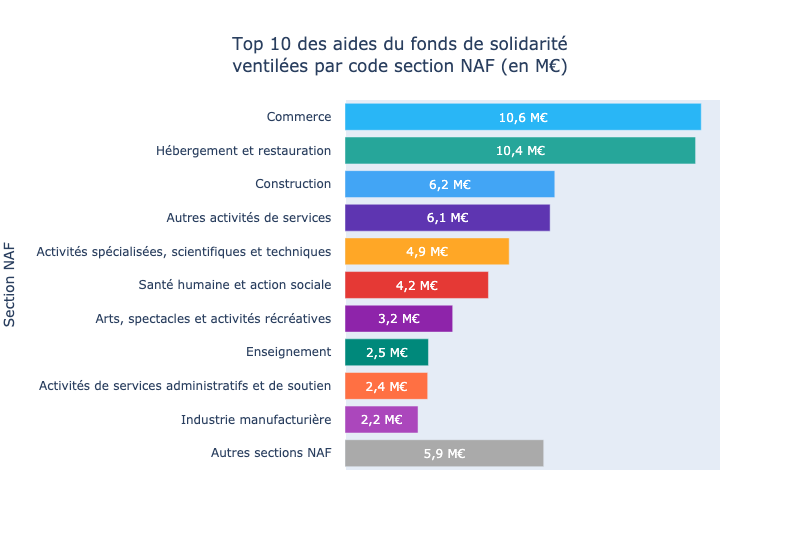 Top 10 des aides du fonds de solidarité
ventilées par code section NAF (en M€)
Section NAF
Commerce 10,6 M€
Hébergement et restauration 10,4 M€
Construction 6,2 M€
Autres activités de services 6,1 M€
Activités spécialisées, scientifiques et techniques 4,9 M€
Santé humaine et action sociale 4,2 M€
Arts, spectacles et activités récréatives 3,2 M€
Enseignement 2,5 M€
Activités de services administratifs et de soutien 2,4 M€
Industrie manufacturière 2,2 M€
Autres sections NAF 5,9 M€